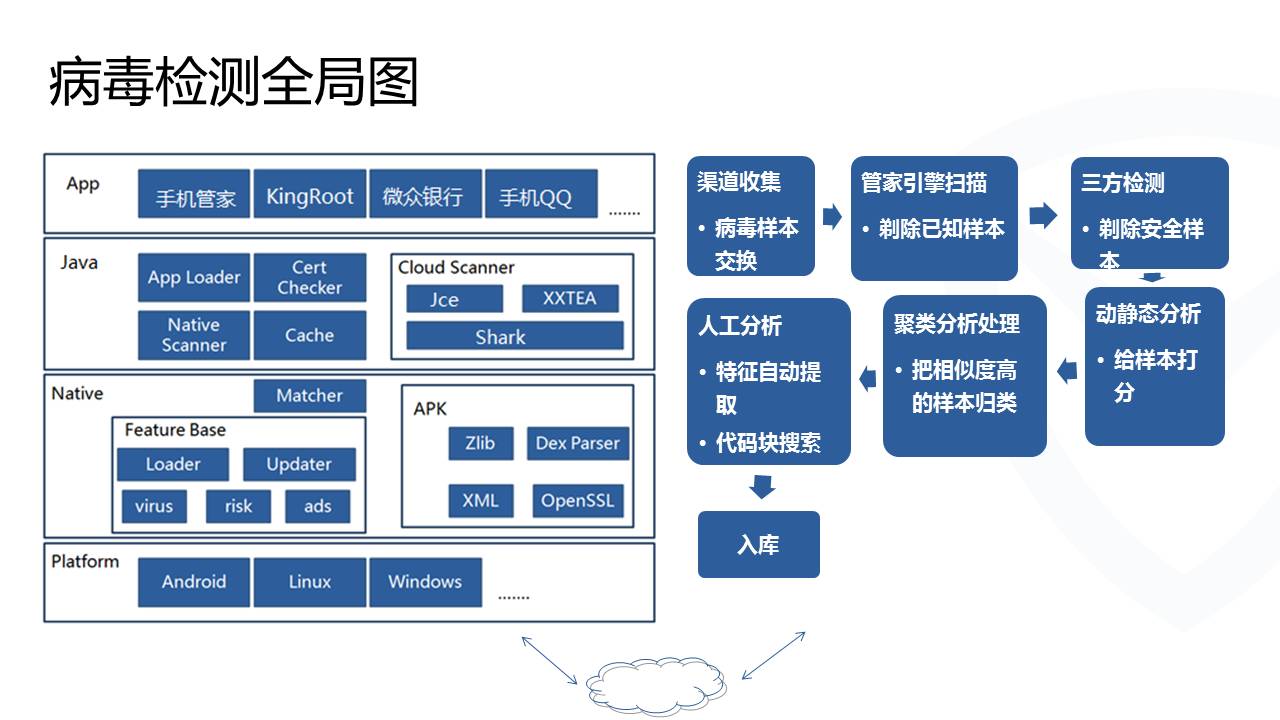 病毒检测全局图
App
手机管家
KingRoot
微众银行
手机QQ
.......
Java
App Loader
Cert
Checker
Native
Scanner
Cache
Cloud Scanner
Jce
XXTEA
Shark
Native
Matcher
Feature Base
Loader
Updater
virus
risk
ads
APK
Zlib
Dex Parser
XML
OpenSSL
Platform
Android
Linux
Windows
.......
渠道收集
• 病毒样本
交换
管家引擎扫描
• 剔除已知样本
三方检测
• 剔除安全样
本
动静态分析
• 给样本打
分
聚类分析处理
• 把相似度高
的样本归类
人工分析
• 特征自动提
取
• 代码块搜索
入库